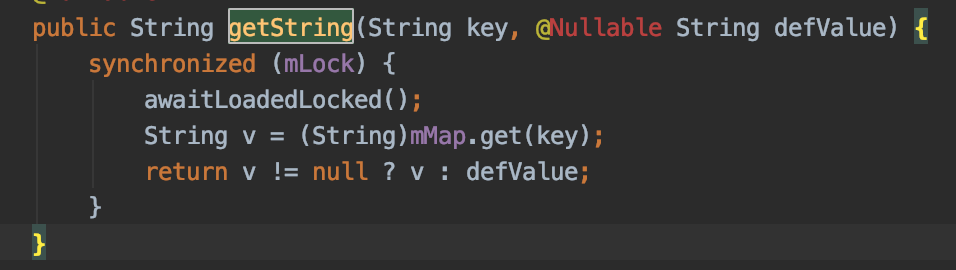 public String getString(String key, @Nullable String defValue) {
synchronized (mLock) {
awaitLoadedLocked();
String v = (String)mMap.get(key);
return v != null ? v : defValue;
}
}